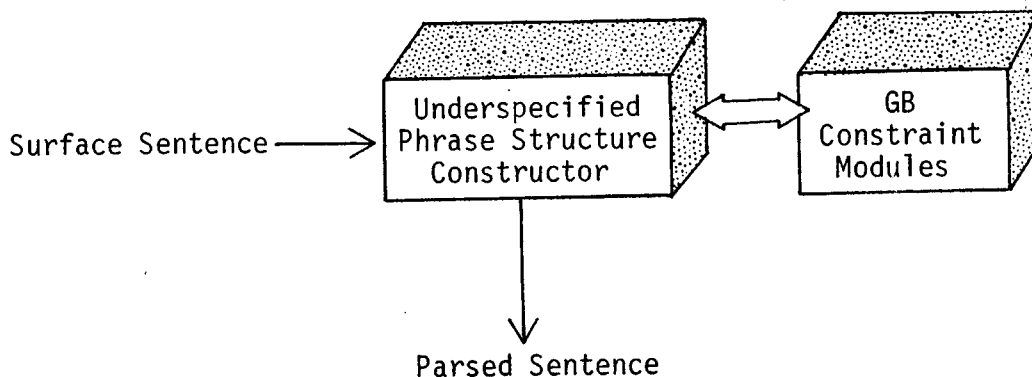 Surface Sentence
Underspecified
Phrase Structure
Constructor
GB
Constraint
Modules
Parsed Sentence